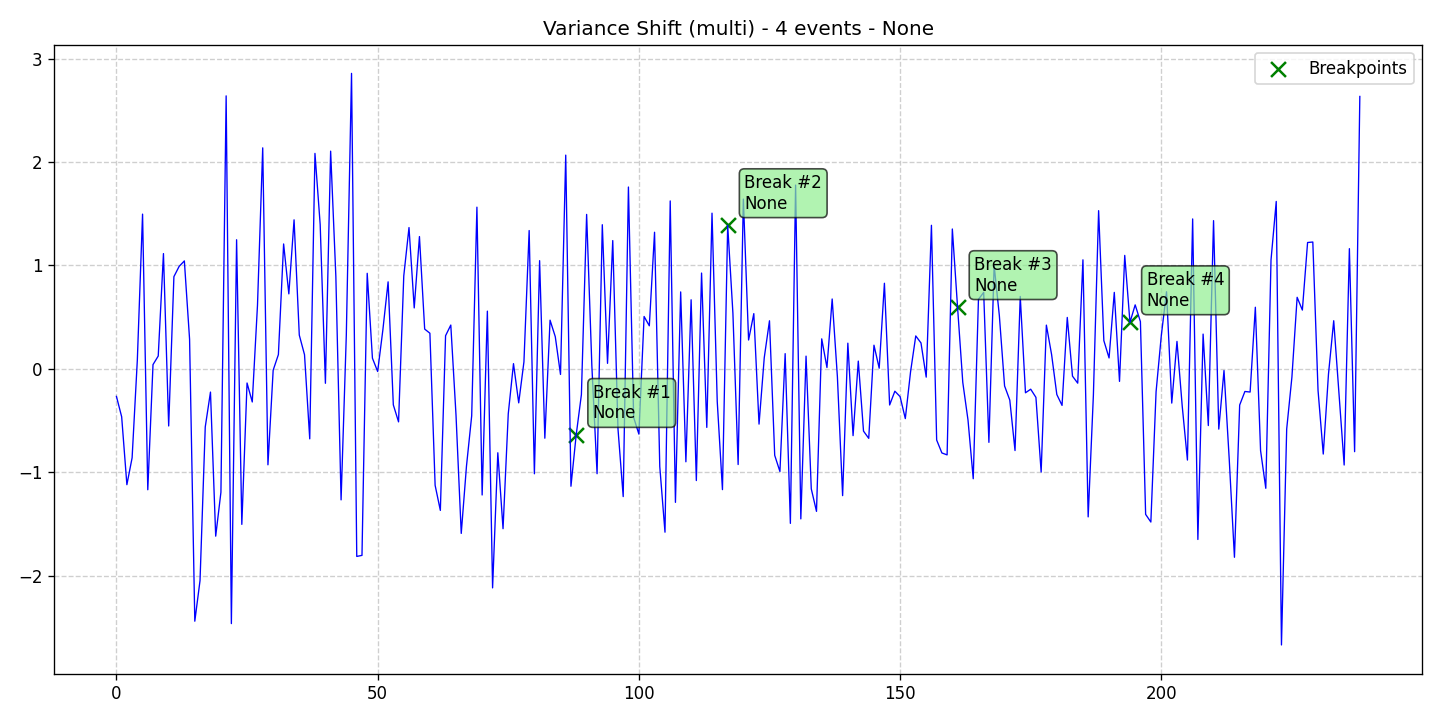 Variance Shift (multi) - 4 events - None
3
2
1
0
−1
−2
0
50
100
150
200
Breakpoints
Break #1
None
Break #2
None
Break #3
None
Break #4
None